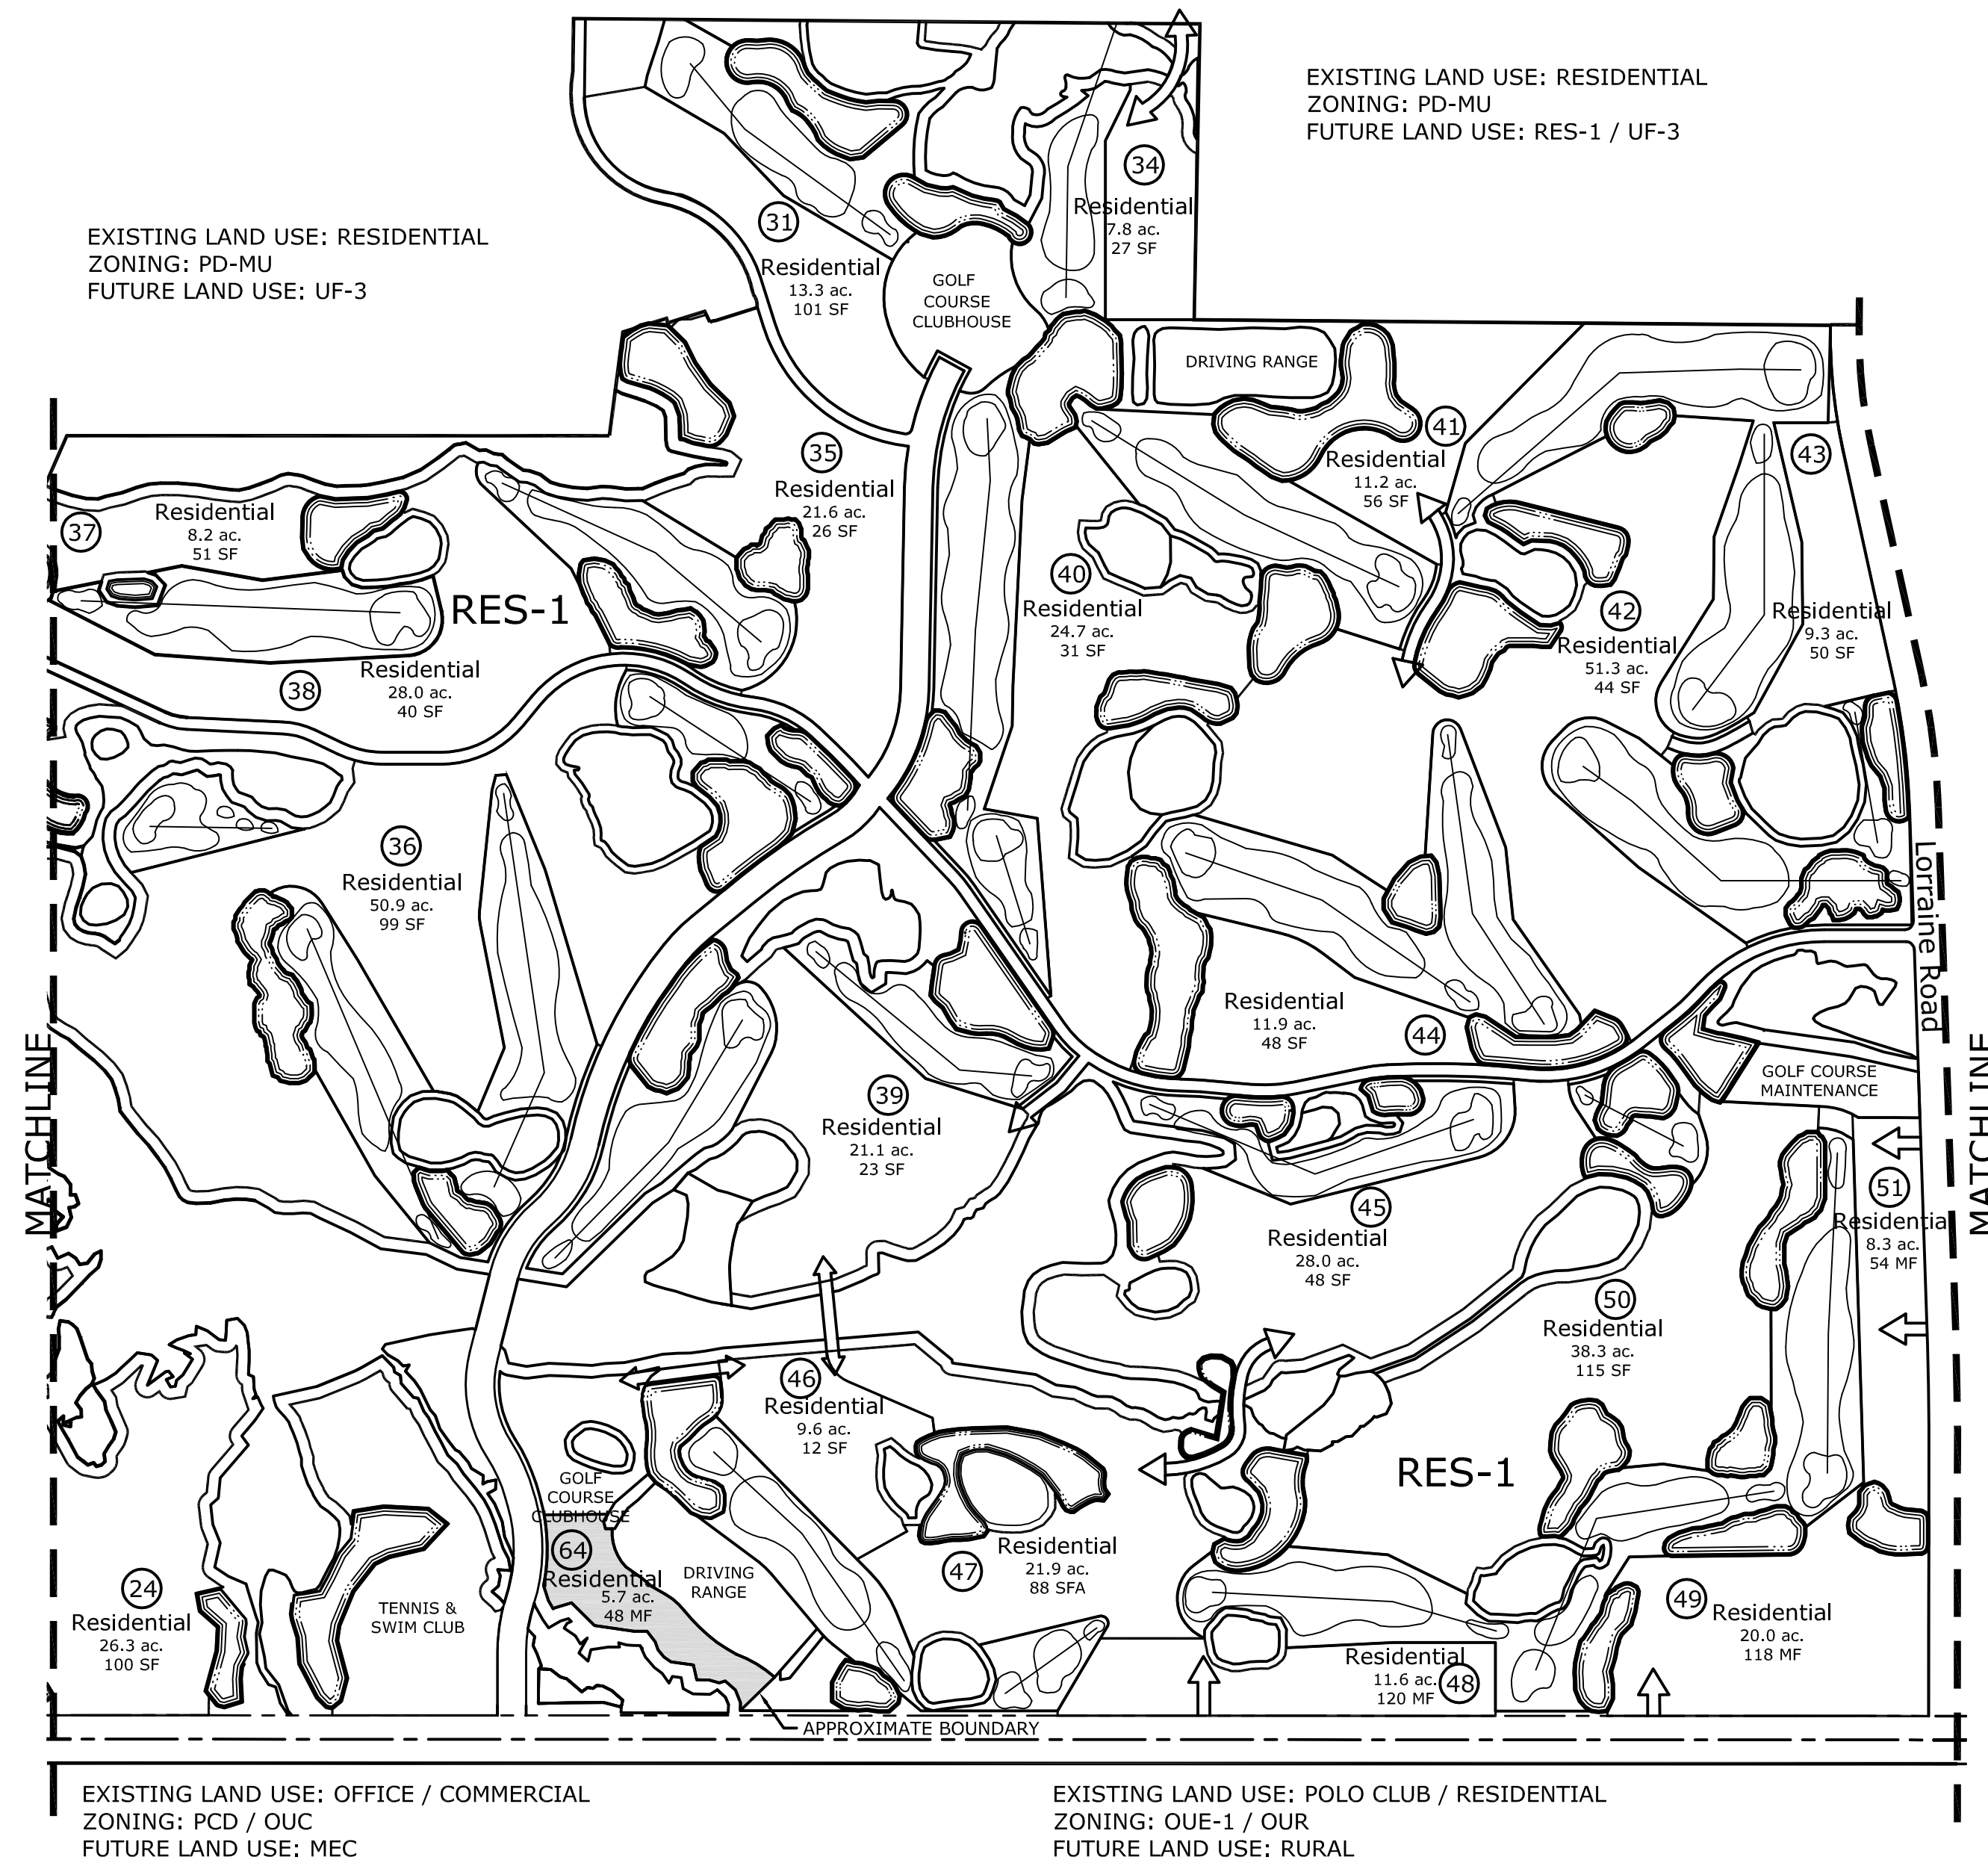 EXISTING LAND USE: RESIDENTIAL
ZONING: PD-MU
FUTURE LAND USE: RES-1 / UF-3
EXISTING LAND USE: RESIDENTIAL
ZONING: PD-MU
FUTURE LAND USE: UF-3
34
Residential
7.8 ac.
27 SF
31
Residential
13.3 ac.
101 SF
GOLF
COURSE
CLUBHOUSE
DRIVING RANGE
41
Residential
11.2 ac.
56 SF
43
Residential
9.3 ac.
50 SF
35
Residential
21.6 ac.
26 SF
37
Residential
8.2 ac.
51 SF
RES-1
40
Residential
24.7 ac.
31 SF
42
Residential
51.3 ac.
44 SF
38
Residential
28.0 ac.
40 SF
36
Residential
50.9 ac.
99 SF
Lorraine Road
Residential
11.9 ac.
48 SF
44
GOLF COURSE
MAINTENANCE
MATCHLINE
MATCHLINE
39
Residential
21.1 ac.
23 SF
45
Residential
28.0 ac.
48 SF
51
Residential
8.3 ac.
54 MF
50
Residential
38.3 ac.
115 SF
46
Residential
9.6 ac.
12 SF
RES-1
GOLF
COURSE
CLUBHOUSE
64
Residential
5.7 ac.
48 MF
DRIVING
RANGE
47
Residential
21.9 ac.
88 SFA
24
Residential
26.3 ac.
100 SF
TENNIS &
SWIM CLUB
49
Residential
20.0 ac.
118 MF
Residential
11.6 ac.
120 MF
48
APPROXIMATE BOUNDARY
EXISTING LAND USE: OFFICE / COMMERCIAL
ZONING: PCD / OUC
FUTURE LAND USE: MEC
EXISTING LAND USE: POLO CLUB / RESIDENTIAL
ZONING: OUE-1 / OUR
FUTURE LAND USE: RURAL